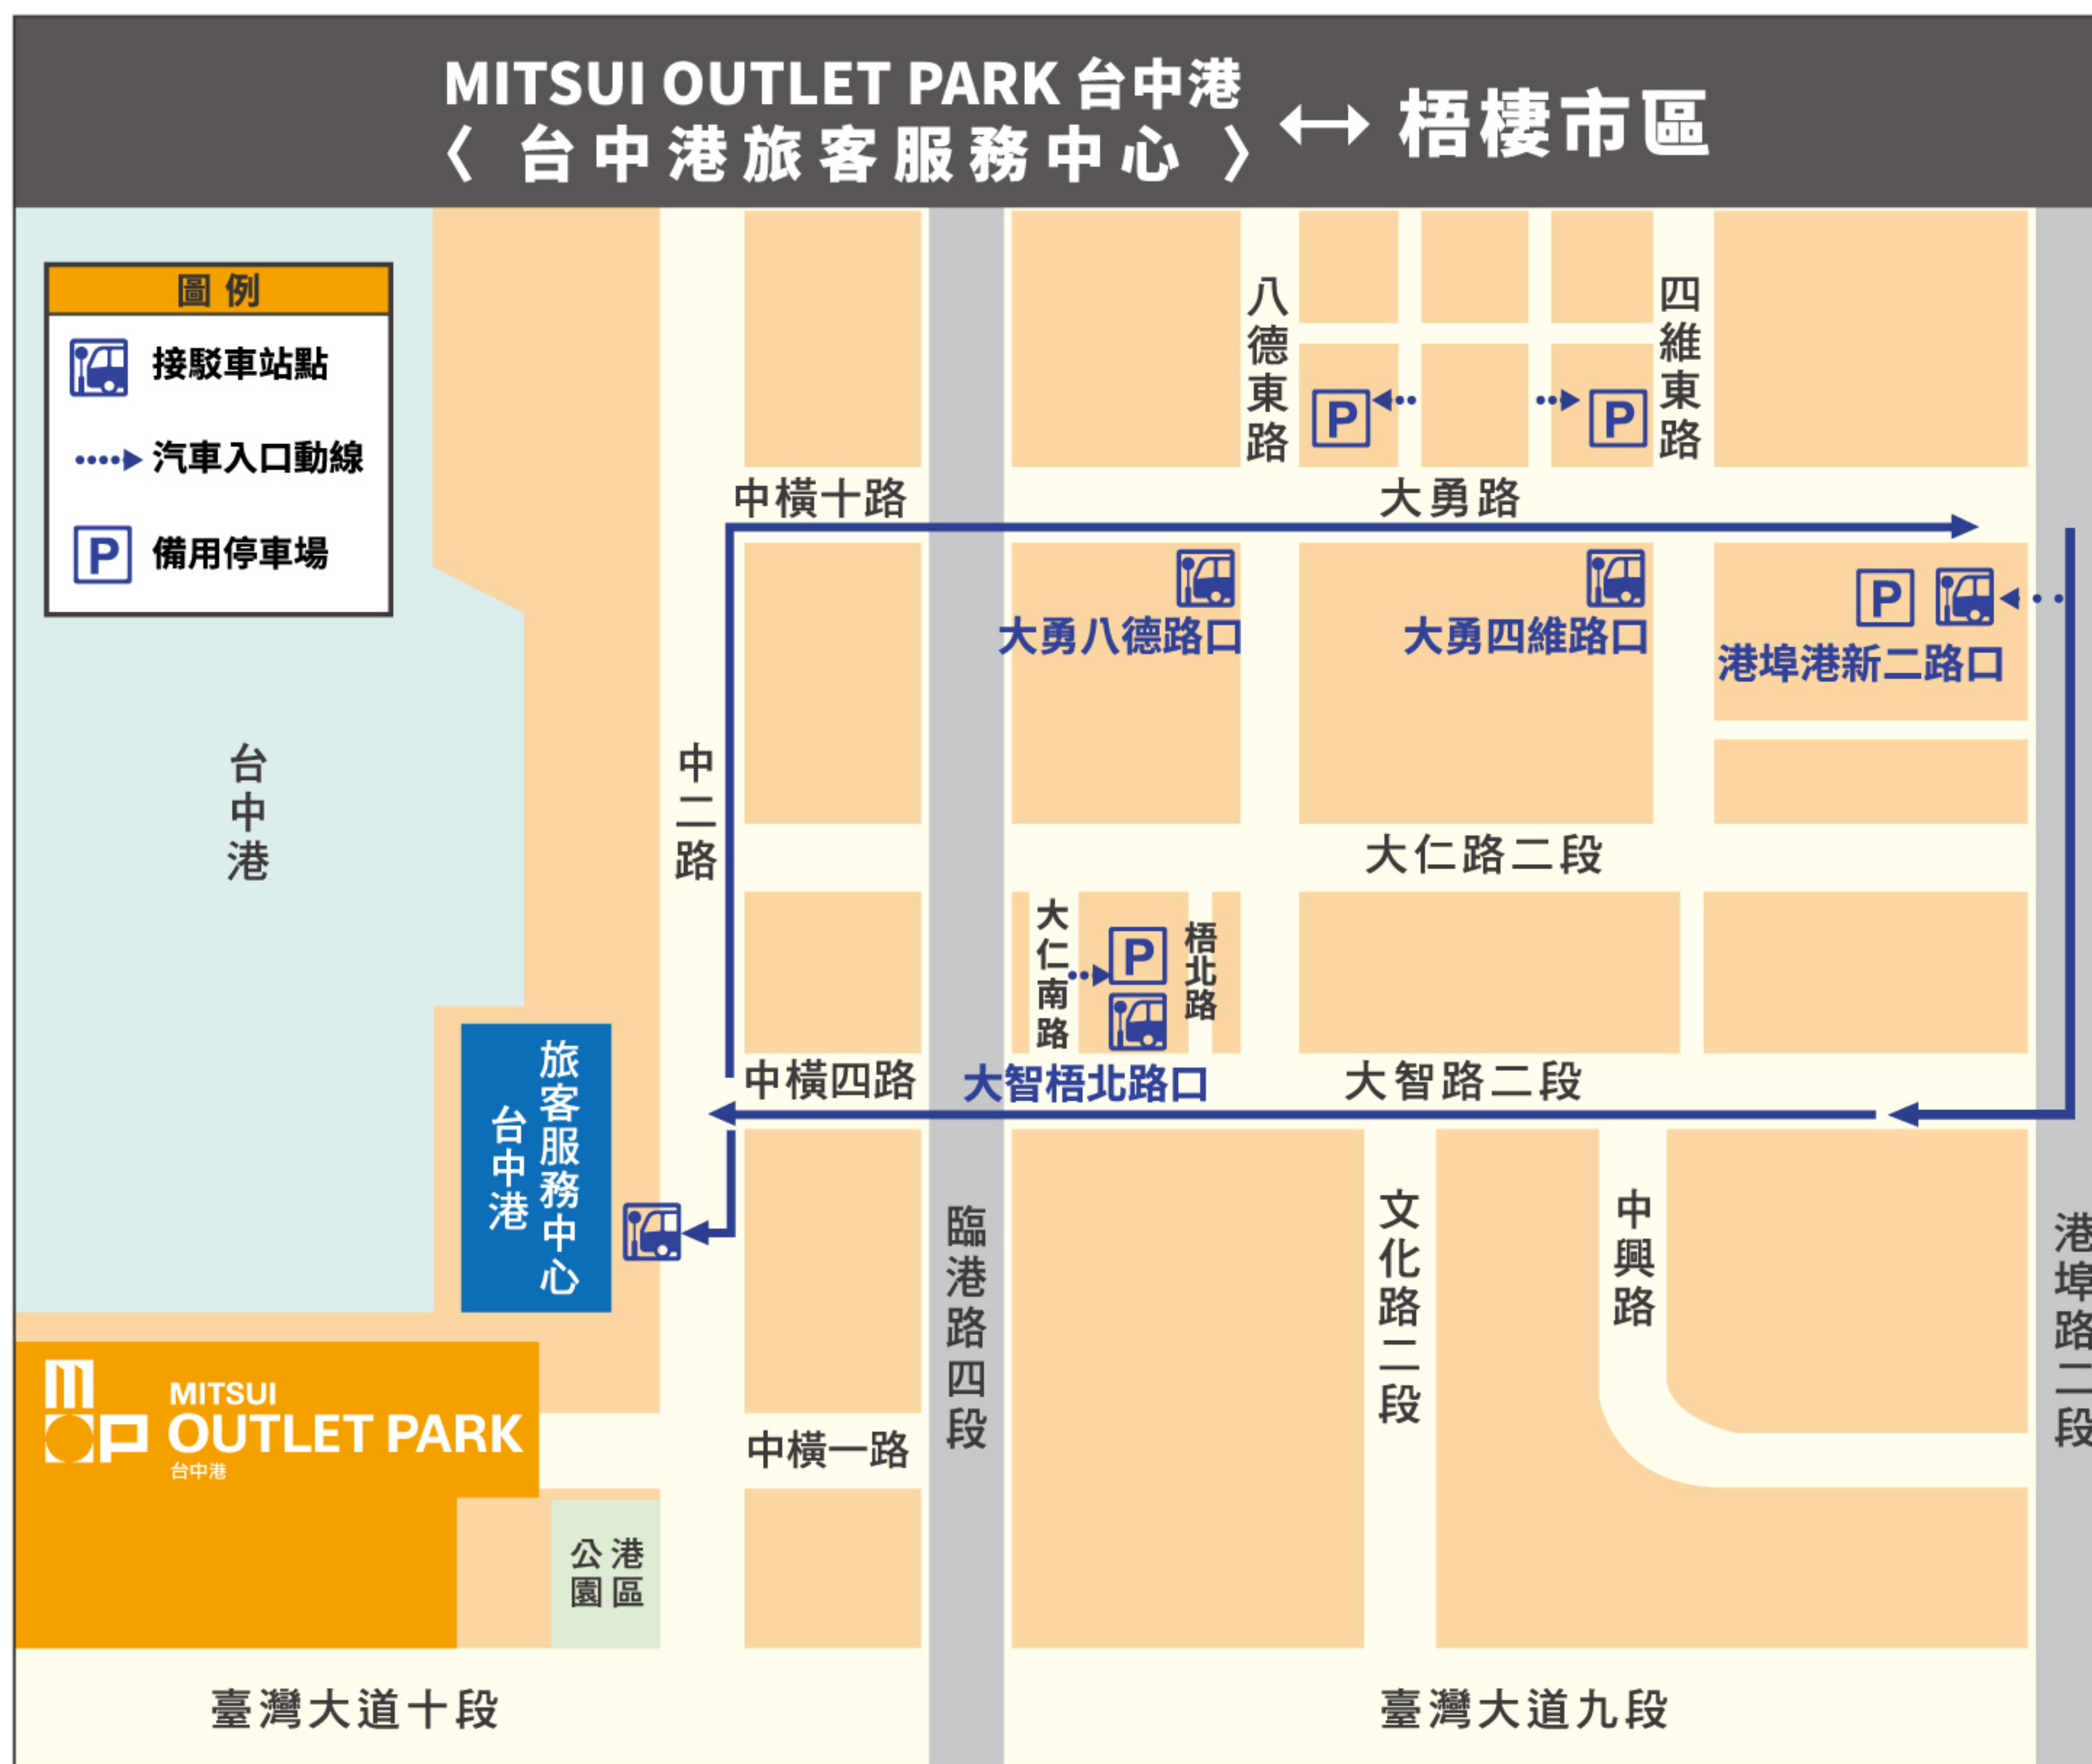 MITSUI OUTLET PARK 台中港
〈 台中港旅客服務中心 〉
↔ 梧棲市區
圖例
接駁車站點
汽車入口動線
P 備用停車場
八德東路
四維東路
P
P
中橫十路
大勇路
大勇八德路口
大勇四維路口
P
港埠港新二路口
台中港
中二路
大仁路二段
大仁南路
P
梧北路
中橫四路
大智梧北路口
大智路二段
台中港
旅客服務中心
臨港路四段
文化路二段
中興路
港埠路二段
MITSUI
OUTLET PARK
台中港
中橫一路
港區
公園
臺灣大道十段
臺灣大道九段